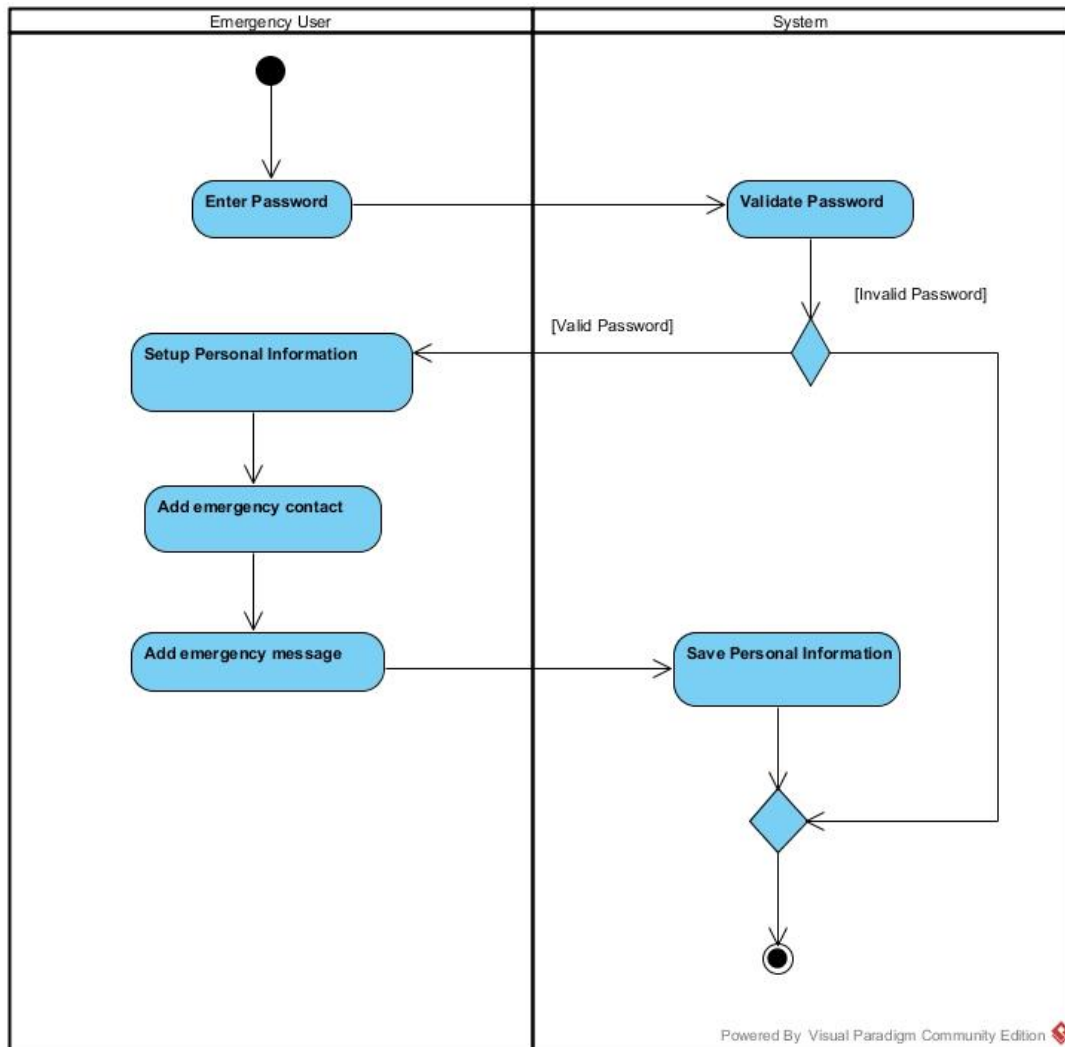 Emergency User
System
Enter Password
Validate Password
[Invalid Password]
[Valid Password]
Setup Personal Information
Add emergency contact
Add emergency message
Save Personal Information
Powered By Visual Paradigm Community Edition